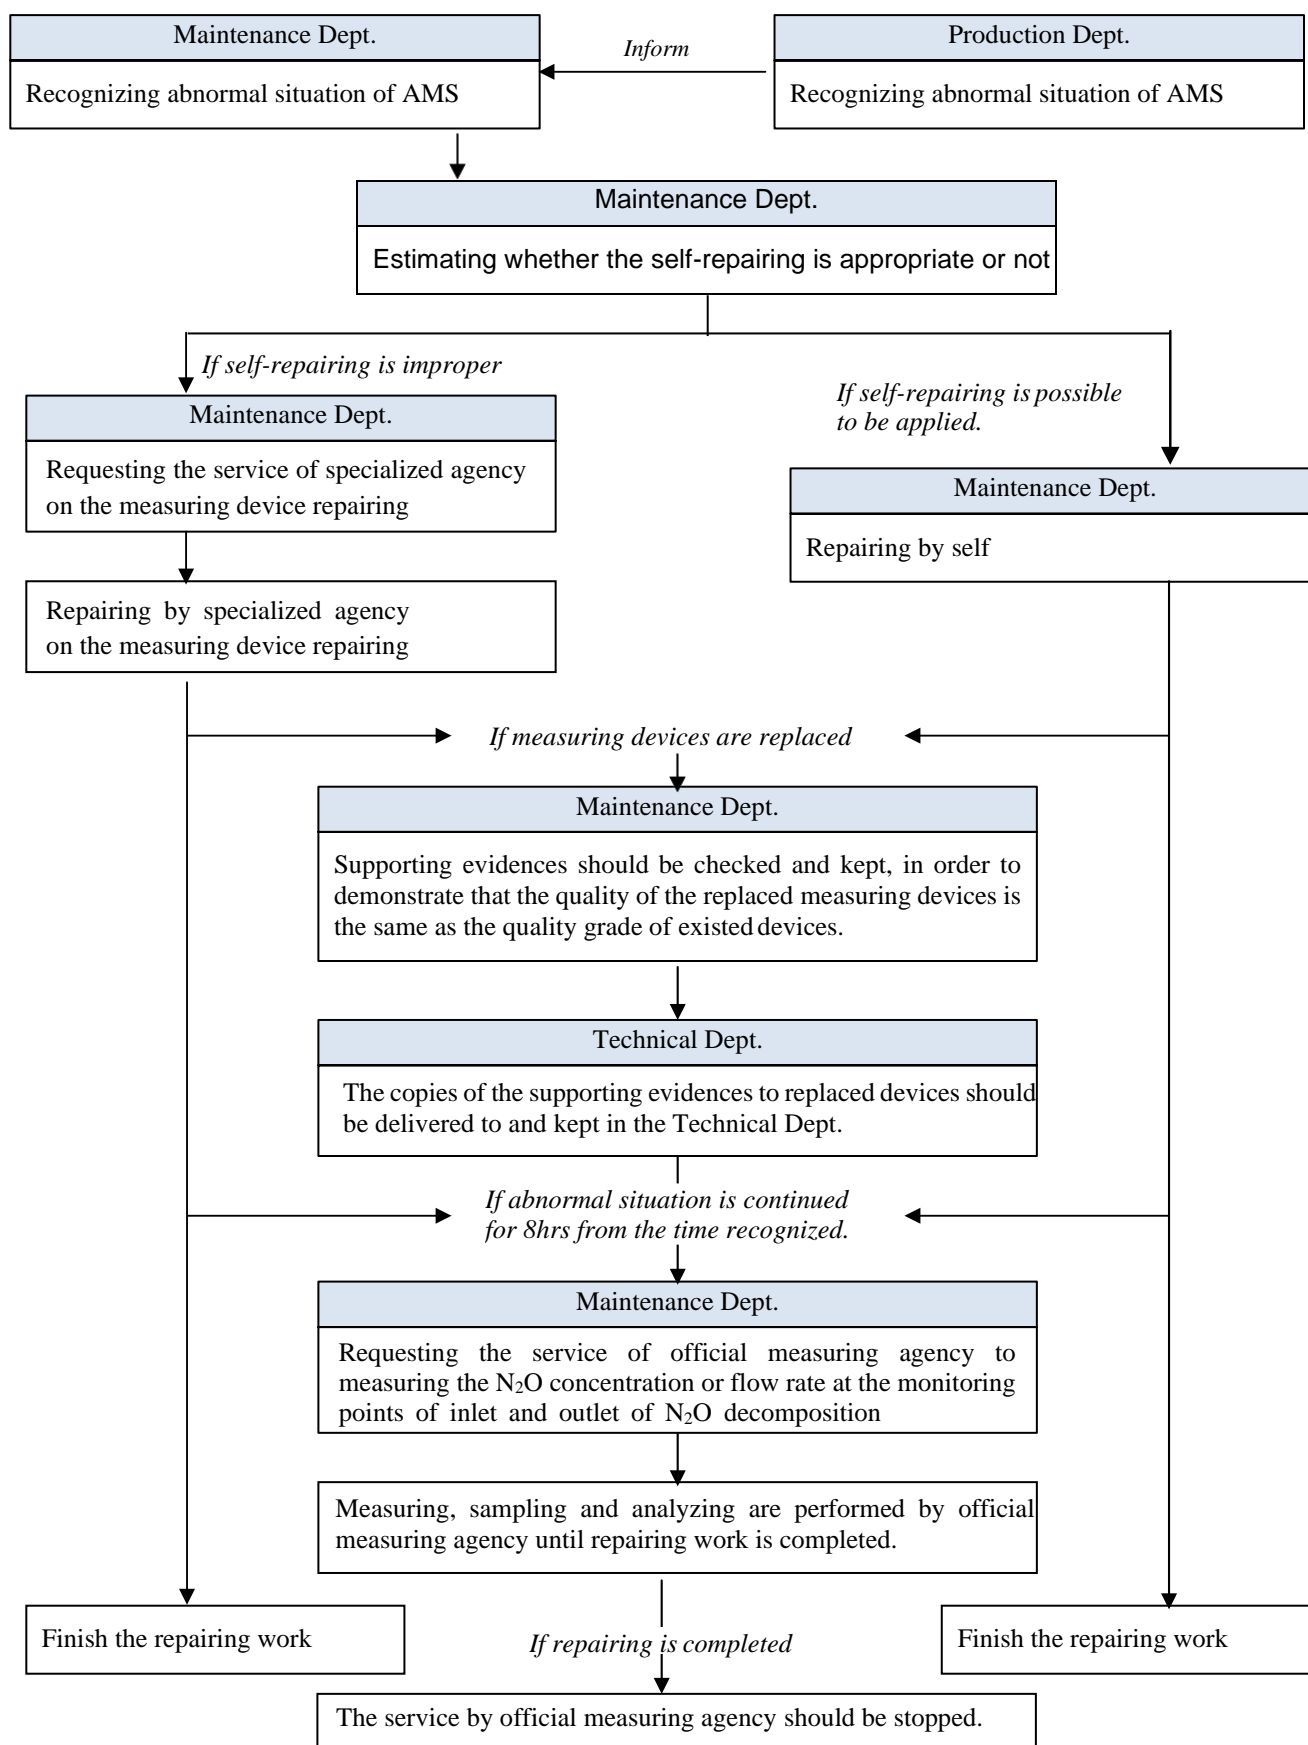 Maintenance Dept.
Recognizing abnormal situation of AMS
Inform
Production Dept.
Recognizing abnormal situation of AMS
Maintenance Dept.
Estimating whether the self-repairing is appropriate or not
If self-repairing is improper
If self-repairing is possible
to be applied.
Maintenance Dept.
Requesting the service of specialized agency
on the measuring device repairing
Maintenance Dept.
Repairing by self
Repairing by specialized agency
on the measuring device repairing
If measuring devices are replaced
Maintenance Dept.
Supporting evidences should be checked and kept, in order to
demonstrate that the quality of the replaced measuring devices is
the same as the quality grade of existed devices.
Technical Dept.
The copies of the supporting evidences to replaced devices should
be delivered to and kept in the Technical Dept.
If abnormal situation is continued
for 8hrs from the time recognized.
Maintenance Dept.
Requesting the service of official measuring agency to
measuring the N₂O concentration or flow rate at the monitoring
points of inlet and outlet of N₂O decomposition
Measuring, sampling and analyzing are performed by official
measuring agency until repairing work is completed.
Finish the repairing work
If repairing is completed
Finish the repairing work
The service by official measuring agency should be stopped.